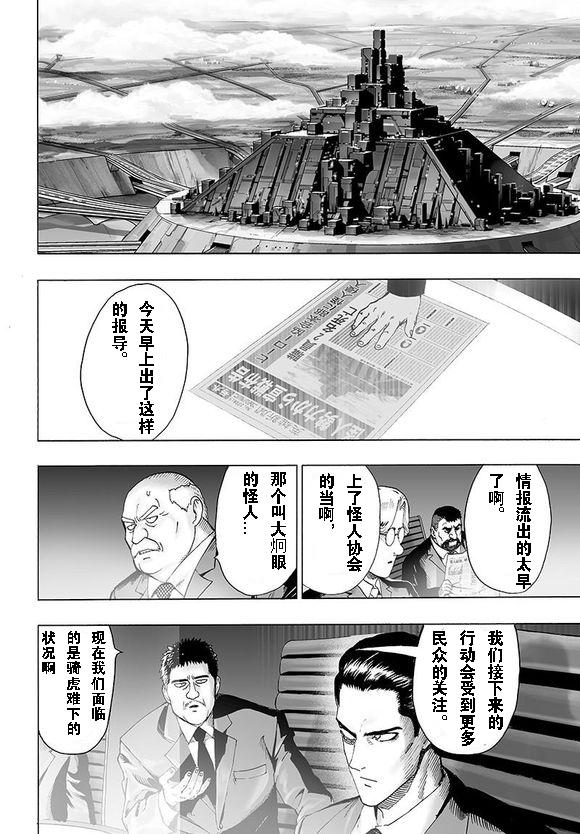 今天早上出了这样
的报导。
情报流出的太早
了啊。
上了怪人协会
的当啊，
那个叫大炯眼
的怪人…
我们接下来的
行动会受到更多
民众的关注。
现在我们面临
的是骑虎难下的
状况啊